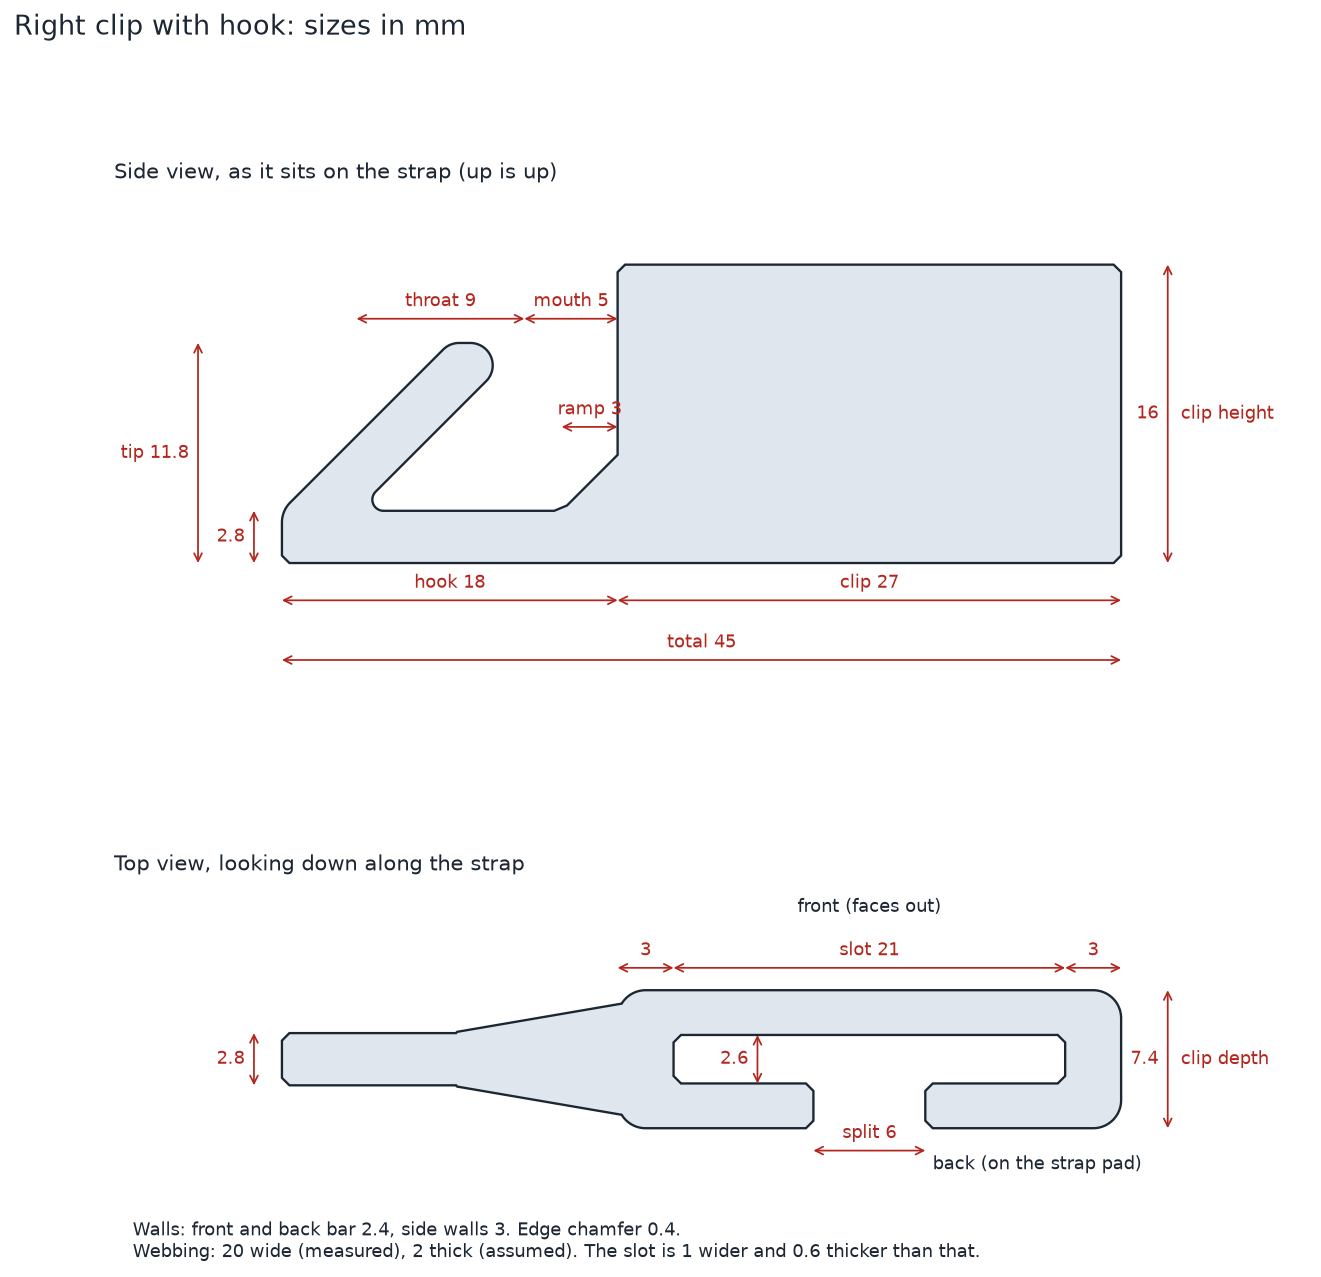 Right clip with hook: sizes in mm
Side view, as it sits on the strap (up is up)
throat 9
mouth 5
ramp 3
16
clip height
tip 11.8
2.8
hook 18
clip 27
total 45
Top view, looking down along the strap
front (faces out)
3
slot 21
3
2.8
2.6
7.4
clip depth
split 6
back (on the strap pad)
Walls: front and back bar 2.4, side walls 3. Edge chamfer 0.4.
Webbing: 20 wide (measured), 2 thick (assumed). The slot is 1 wider and 0.6 thicker than that.